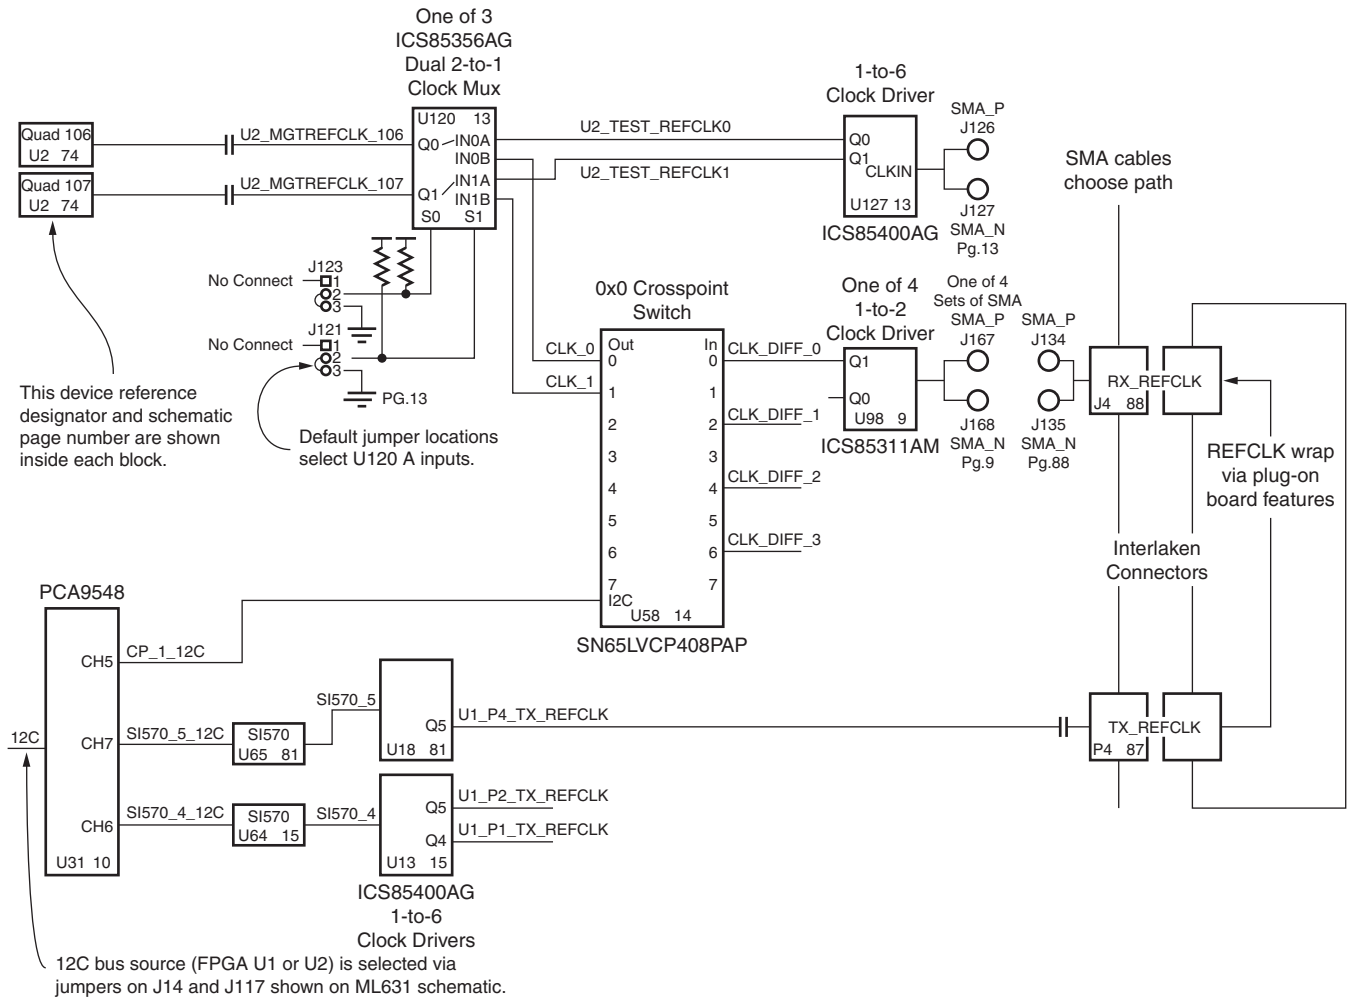 One of 3
ICS85356AG
Dual 2-to-1
Clock Mux
U120 13
Q0
IN0A
IN0B
Q1
IN1A
IN1B
S0 S1
Quad 106
U2 74
Quad 107
U2 74
U2_MGTREFCLK_106
U2_MGTREFCLK_107
U2_TEST_REFCLK0
U2_TEST_REFCLK1
1-to-6
Clock Driver
Q0
Q1
CLKIN
U127 13
ICS85400AG
SMA_P
J126
J127
SMA_N
Pg.13
SMA cables
choose path
No Connect
J123
1
2
3
No Connect
J121
1
2
3
PG.13
This device reference
designator and schematic
page number are shown
inside each block.
Default jumper locations
select U120 A inputs.
0x0 Crosspoint
Switch
CLK_0
CLK_1
Out In
0 0
1 1
2 2
3 3
4 4
5 5
6 6
7 7
I2C
U58 14
SN65LVCP408PAP
CLK_DIFF_0
CLK_DIFF_1
CLK_DIFF_2
CLK_DIFF_3
One of 4
1-to-2
Clock Driver
Q1
Q0
U98 9
ICS85311AM
One of 4
Sets of SMA
SMA_P
J167
J168
SMA_N
Pg.9
SMA_P
J134
J135
SMA_N
Pg.88
RX_REFCLK
J4 88
REFCLK wrap
via plug-on
board features
Interlaken
Connectors
TX_REFCLK
P4 87
PCA9548
CH5
CH7
CH6
U31 10
12C
CP_1_12C
SI570_5_12C
SI570
U65 81
SI570_5
Q5
U18 81
U1_P4_TX_REFCLK
SI570_4_12C
SI570
U64 15
SI570_4
Q5
Q4
U13 15
U1_P2_TX_REFCLK
U1_P1_TX_REFCLK
ICS85400AG
1-to-6
Clock Drivers
12C bus source (FPGA U1 or U2) is selected via
jumpers on J14 and J117 shown on ML631 schematic.